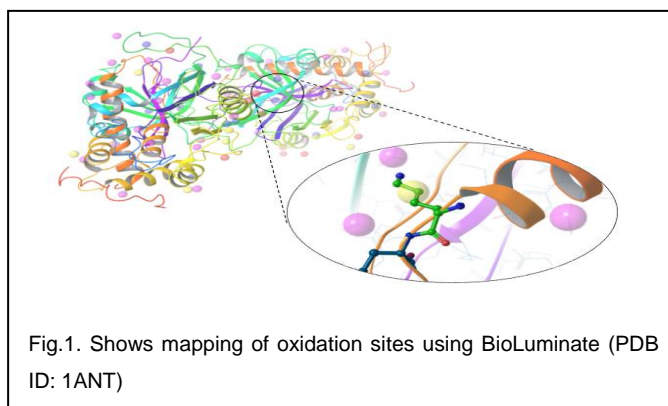 Fig.1. Shows mapping of oxidation sites using BioLuminate (PDB
ID: 1ANT)